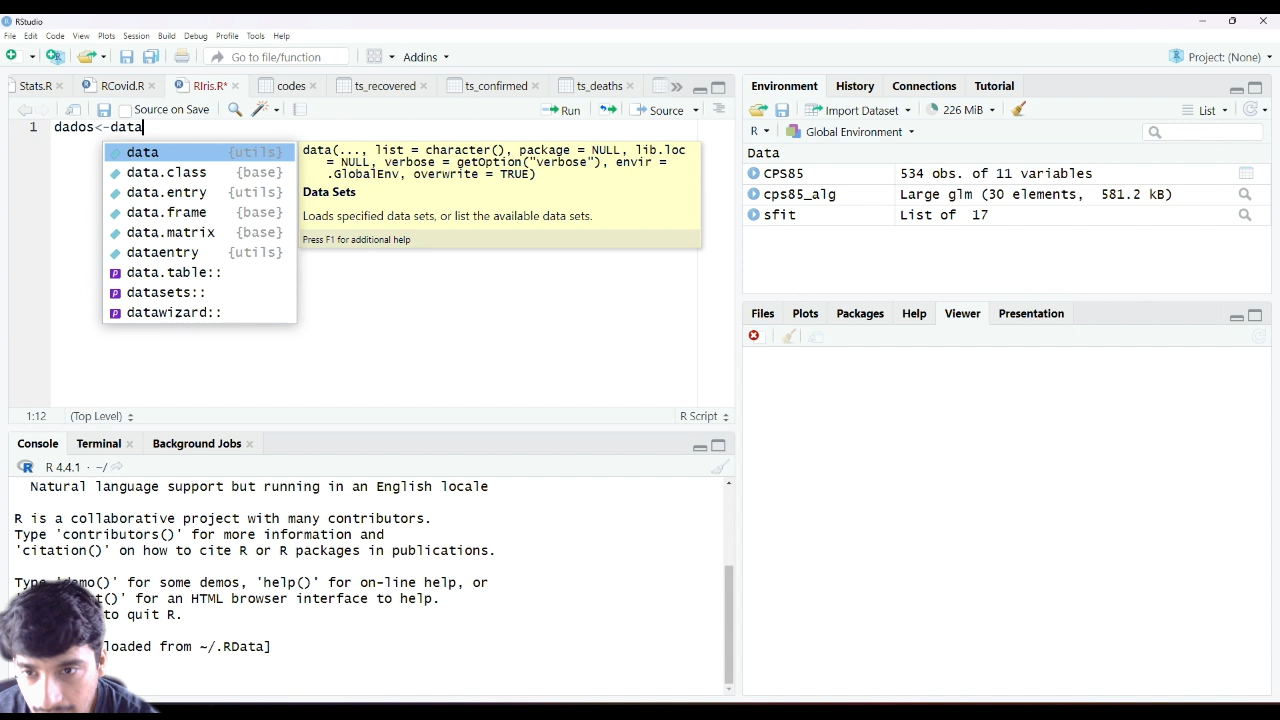 RStudio
File Edit Code View Plots Session Build Debug Profile Tools Help
Go to file/function Addins Project: (None)
Stats.R RCovid.R RIris.R* codes ts_recovered ts_confirmed ts_deaths
Source on Save Run Source
1 dados<-data
data {utils}
data.class {base}
data.entry {utils}
data.frame {base}
data.matrix {base}
dataentry {utils}
data.table::
datasets::
datawizard::
data(..., list = character(), package = NULL, lib.loc
= NULL, verbose = getOption("verbose"), envir =
.GlobalEnv, overwrite = TRUE)
Data Sets
Loads specified data sets, or list the available data sets.
Press F1 for additional help
1:12 (Top Level) R Script
Console Terminal Background Jobs
R 4.4.1 · ~/
Natural language support but running in an English locale
R is a collaborative project with many contributors.
Type 'contributors()' for more information and
'citation()' on how to cite R or R packages in publications.
Type 'demo()' for some demos, 'help()' for on-line help, or
t()' for an HTML browser interface to help.
to quit R.
loaded from ~/.RData]
Environment History Connections Tutorial
Import Dataset 226 MiB List
R Global Environment
Data
CPS85 534 obs. of 11 variables
cps85_alg Large glm (30 elements, 581.2 kB)
sfit List of 17
Files Plots Packages Help Viewer Presentation